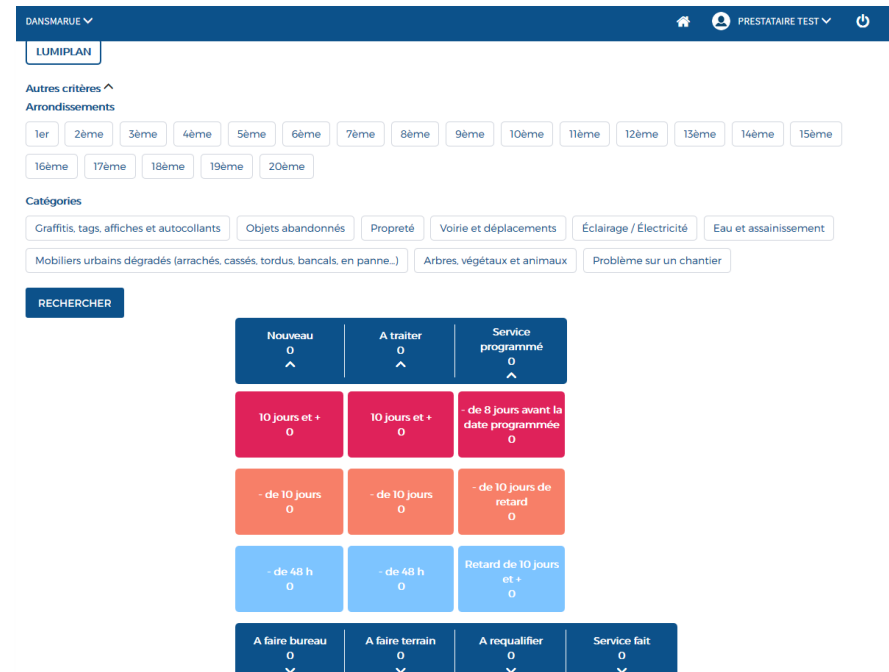 DANSMARUE
PRESTATAIRE TEST
LUMIPLAN
Autres critères
Arrondissements
1er 2ème 3ème 4ème 5ème 6ème 7ème 8ème 9ème 10ème 11ème 12ème 13ème 14ème 15ème
16ème 17ème 18ème 19ème 20ème
Catégories
Graffitis, tags, affiches et autocollants Objets abandonnés Propreté Voirie et déplacements Éclairage / Électricité Eau et assainissement
Mobiliers urbains dégradés (arrachés, cassés, tordus, bancals, en panne...) Arbres, végétaux et animaux Problème sur un chantier
RECHERCHER
Nouveau
0
A traiter
0
Service
programmé
0
10 jours et +
0
10 jours et +
0
- de 8 jours avant la
date programmée
0
- de 10 jours
0
- de 10 jours
0
- de 10 jours de
retard
0
- de 48 h
0
- de 48 h
0
Retard de 10 jours
et +
0
A faire bureau
0
A faire terrain
0
A requalifier
0
Service fait
0